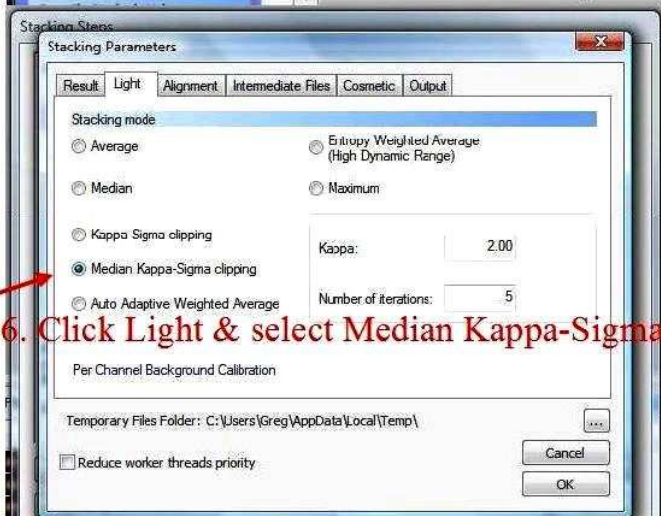 Stacking Steps
Stacking Parameters
Result Light Alignment Intermediate Files Cosmetic Output
Stacking mode
Average
Entropy Weighted Average
(High Dynamic Range)
Median
Maximum
Kappa Sigma clipping
Kappa: 2.00
Median Kappa-Sigma clipping
Auto Adaptive Weighted Average
Number of iterations: 5
6. Click Light & select Median Kappa-Sigma
Per Channel Background Calibration
Temporary Files Folder: C:\Users\Greg\AppData\Local\Temp\ ...
Reduce worker threads priority
Cancel
OK